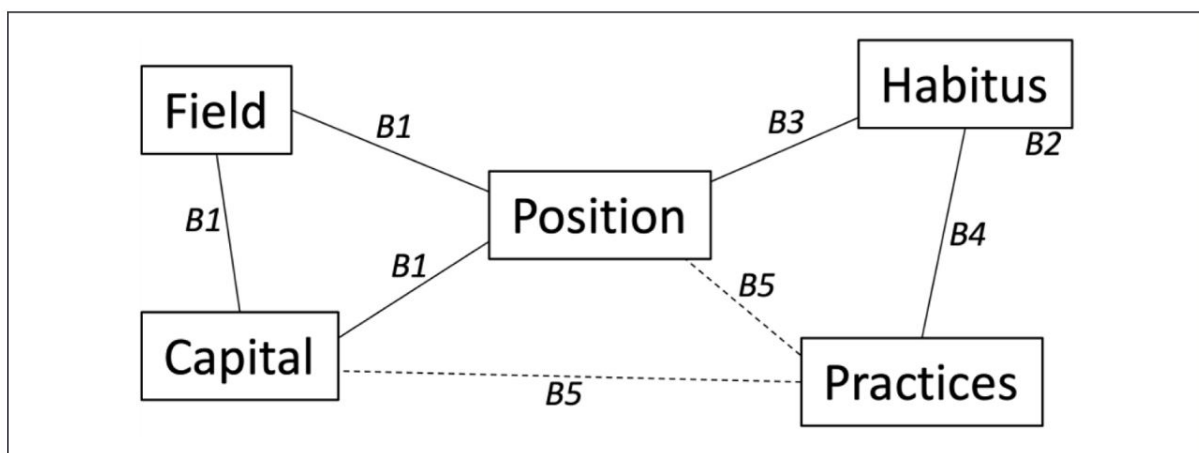 Field
Habitus
B1
B3
B2
Position
B1
B4
B1
B5
Capital
Practices
B5